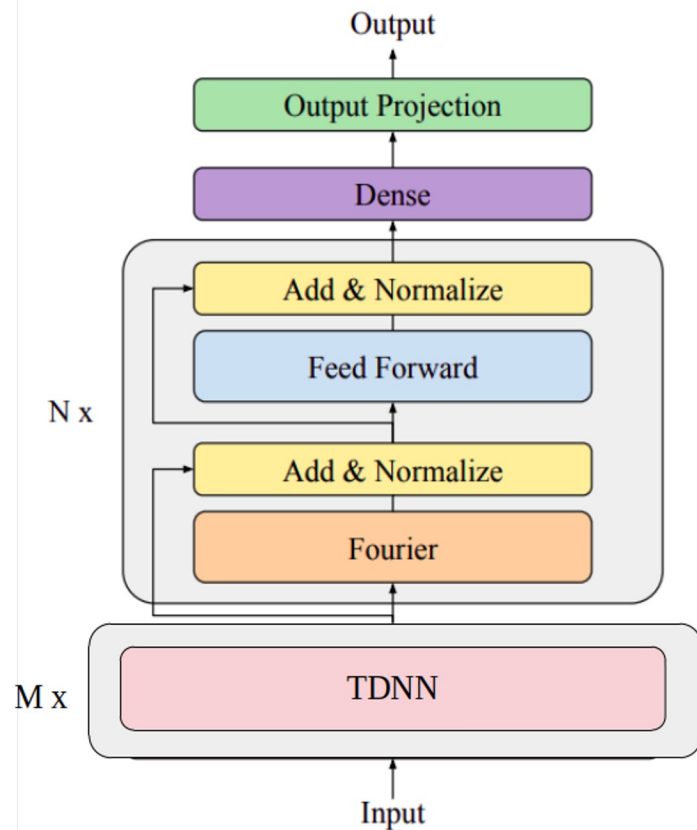 Output
Output Projection
Dense
Add & Normalize
Feed Forward
N x
Add & Normalize
Fourier
TDNN
M x
Input